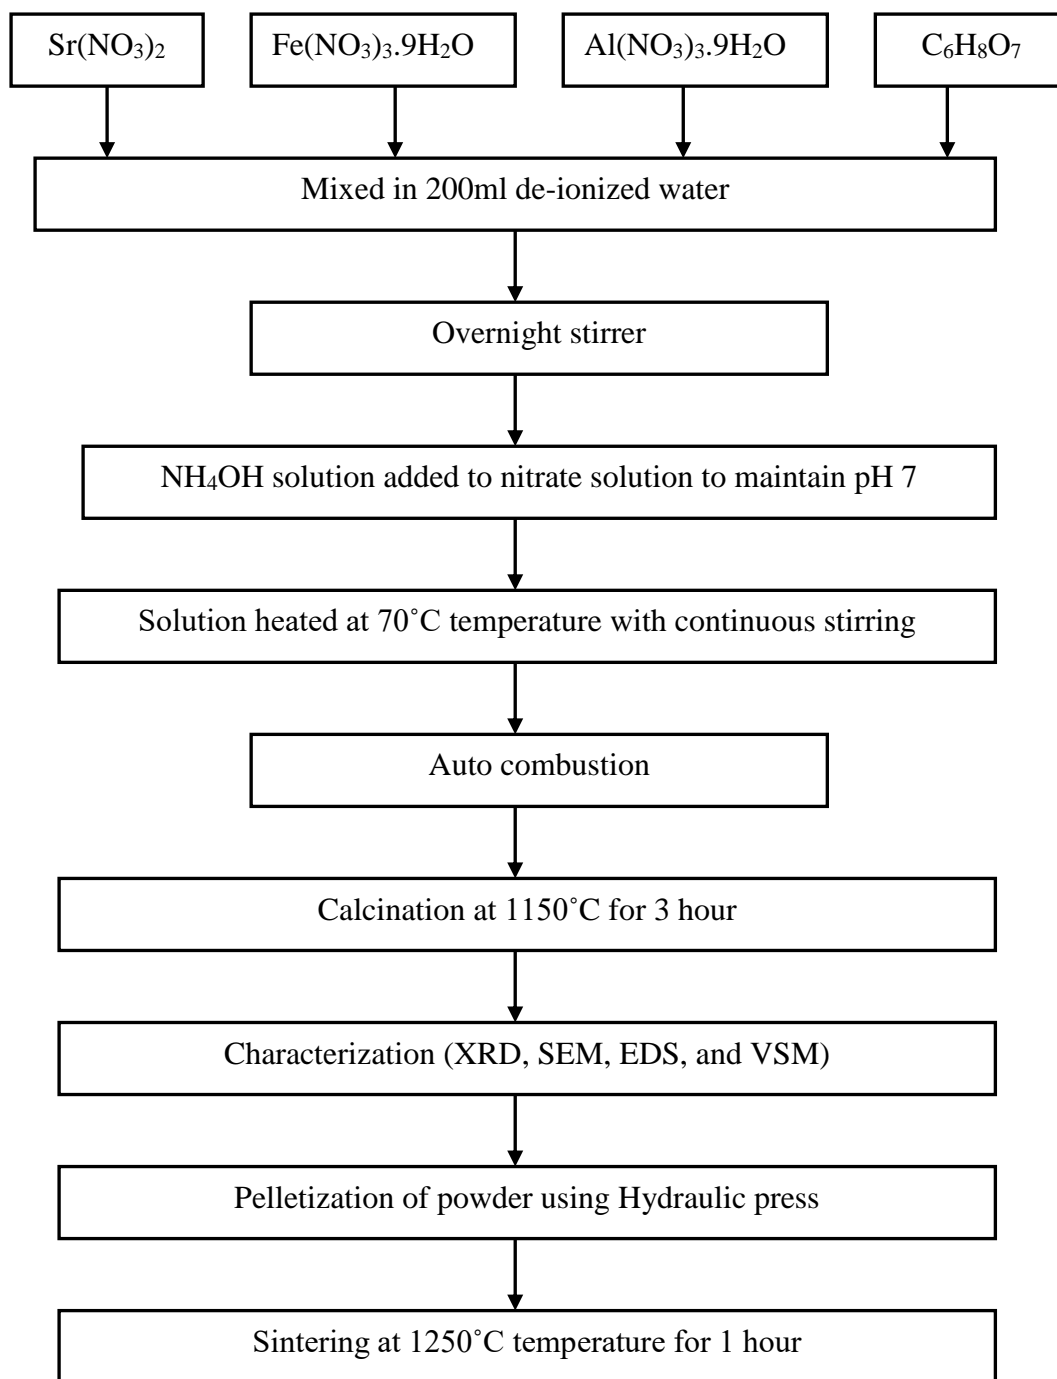 Sr(NO₃)₂
Fe(NO₃)₃.9H₂O
Al(NO₃)₃.9H₂O
C₆H₈O₇
Mixed in 200ml de-ionized water
Overnight stirrer
NH₄OH solution added to nitrate solution to maintain pH 7
Solution heated at 70˚C temperature with continuous stirring
Auto combustion
Calcination at 1150˚C for 3 hour
Characterization (XRD, SEM, EDS, and VSM)
Pelletization of powder using Hydraulic press
Sintering at 1250˚C temperature for 1 hour